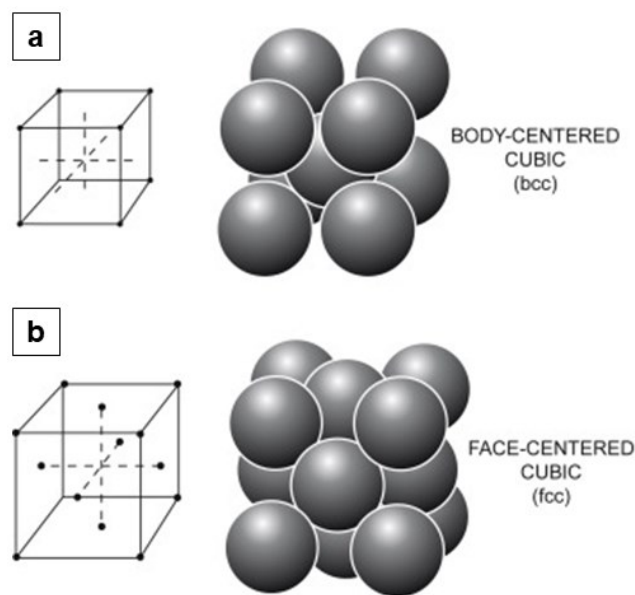 a
BODY-CENTERED
CUBIC
(bcc)
b
FACE-CENTERED
CUBIC
(fcc)